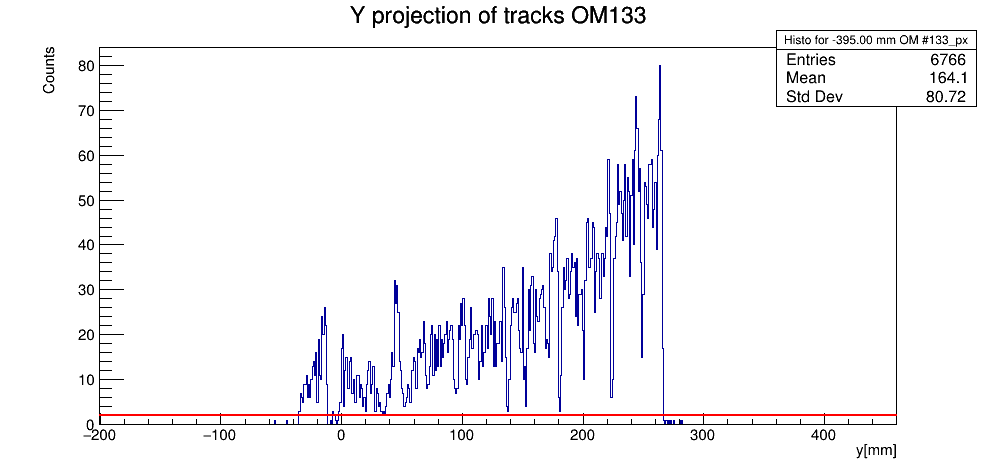 Y projection of tracks OM133
Histo for -395.00 mm OM #133_px
Entries 6766
Mean 164.1
Std Dev 80.72
Counts
80
70
60
50
40
30
20
10
0
−200 −100 0 100 200 300 400
y[mm]